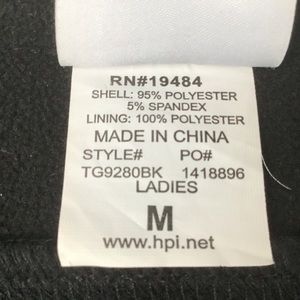 RN#19484
SHELL: 95% POLYESTER
5% SPANDEX
LINING: 100% POLYESTER
MADE IN CHINA
STYLE# PO#
TG9280BK 1418896
LADIES
M
www.hpi.net